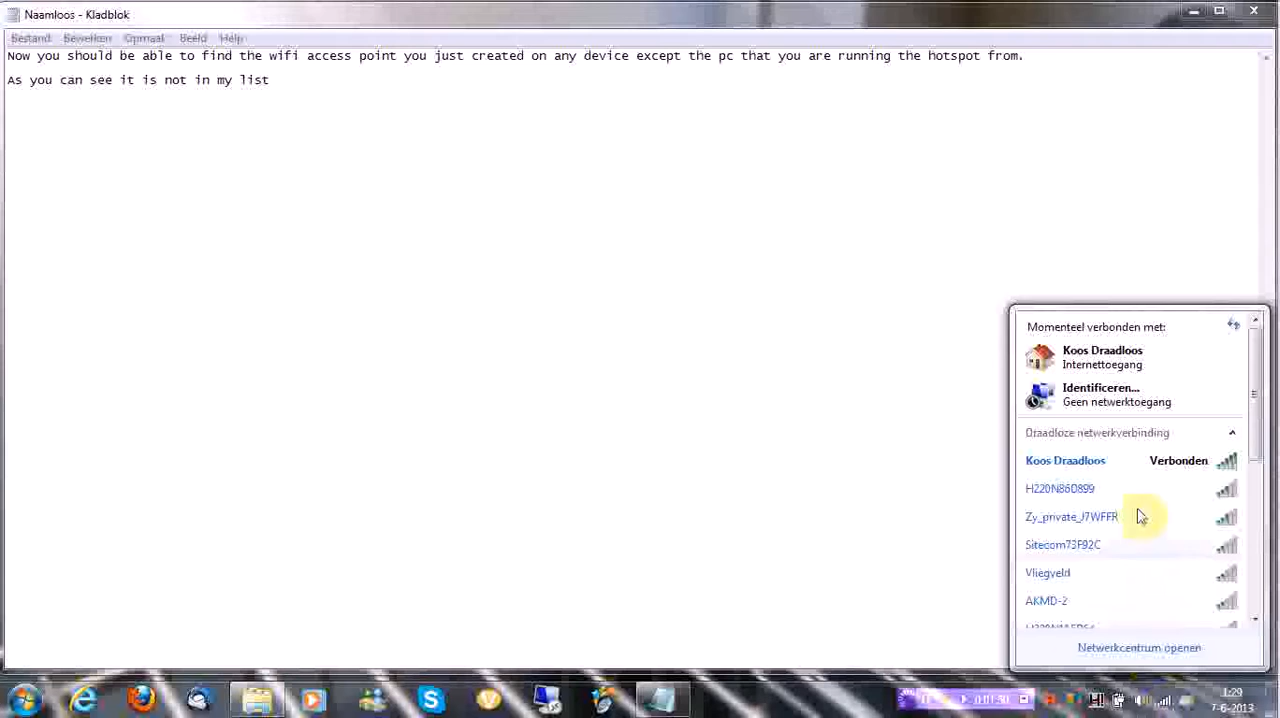 Naamloos - Kladblok
Bestand Bewerken Opmaak Beeld Help
Now you should be able to find the wifi access point you just created on any device except the pc that you are running the hotspot from.
As you can see it is not in my list
Momenteel verbonden met:
Koos Draadloos
Internettoegang
Identificeren...
Geen netwerktoegang
Draadloze netwerkverbinding
Koos Draadloos Verbonden
H220N86D899
Zy_private_J7WFFR
Sitecom73F92C
Vliegveld
AKMD-2
Netwerkcentrum openen
1:29
7-6-2013